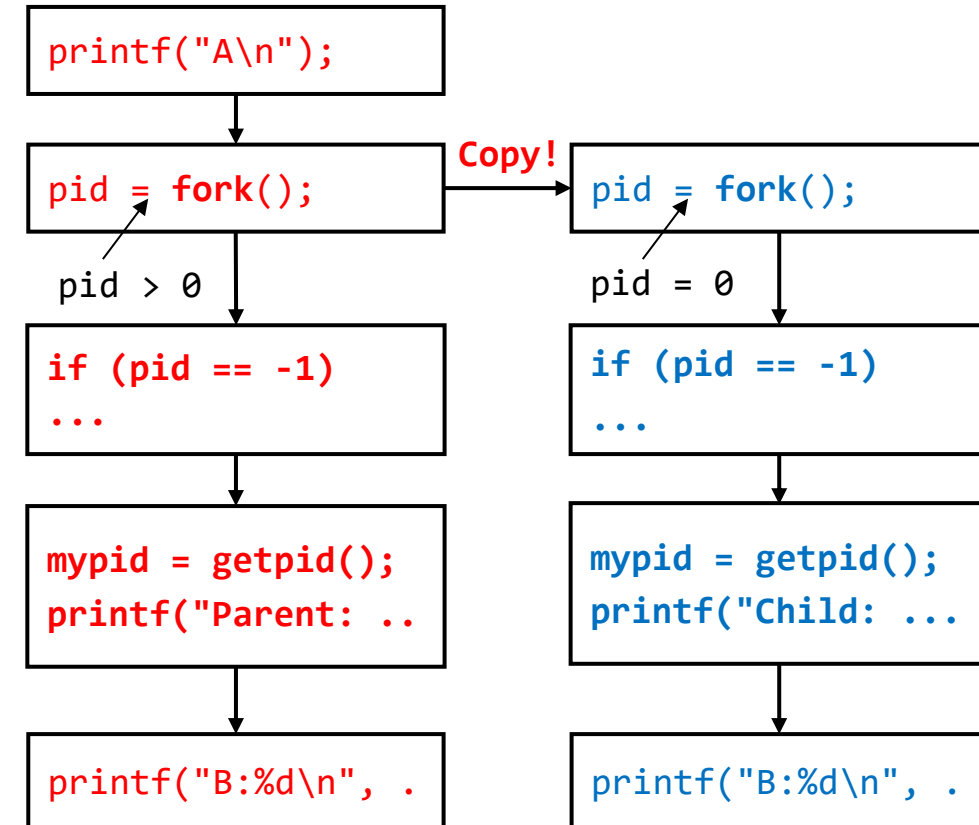 printf("A\n");
pid = fork();
Copy!
pid = fork();
pid > 0
pid = 0
if (pid == -1)
...
if (pid == -1)
...
mypid = getpid();
printf("Parent: ..
mypid = getpid();
printf("Child: ...
printf("B:%d\n", .
printf("B:%d\n", .